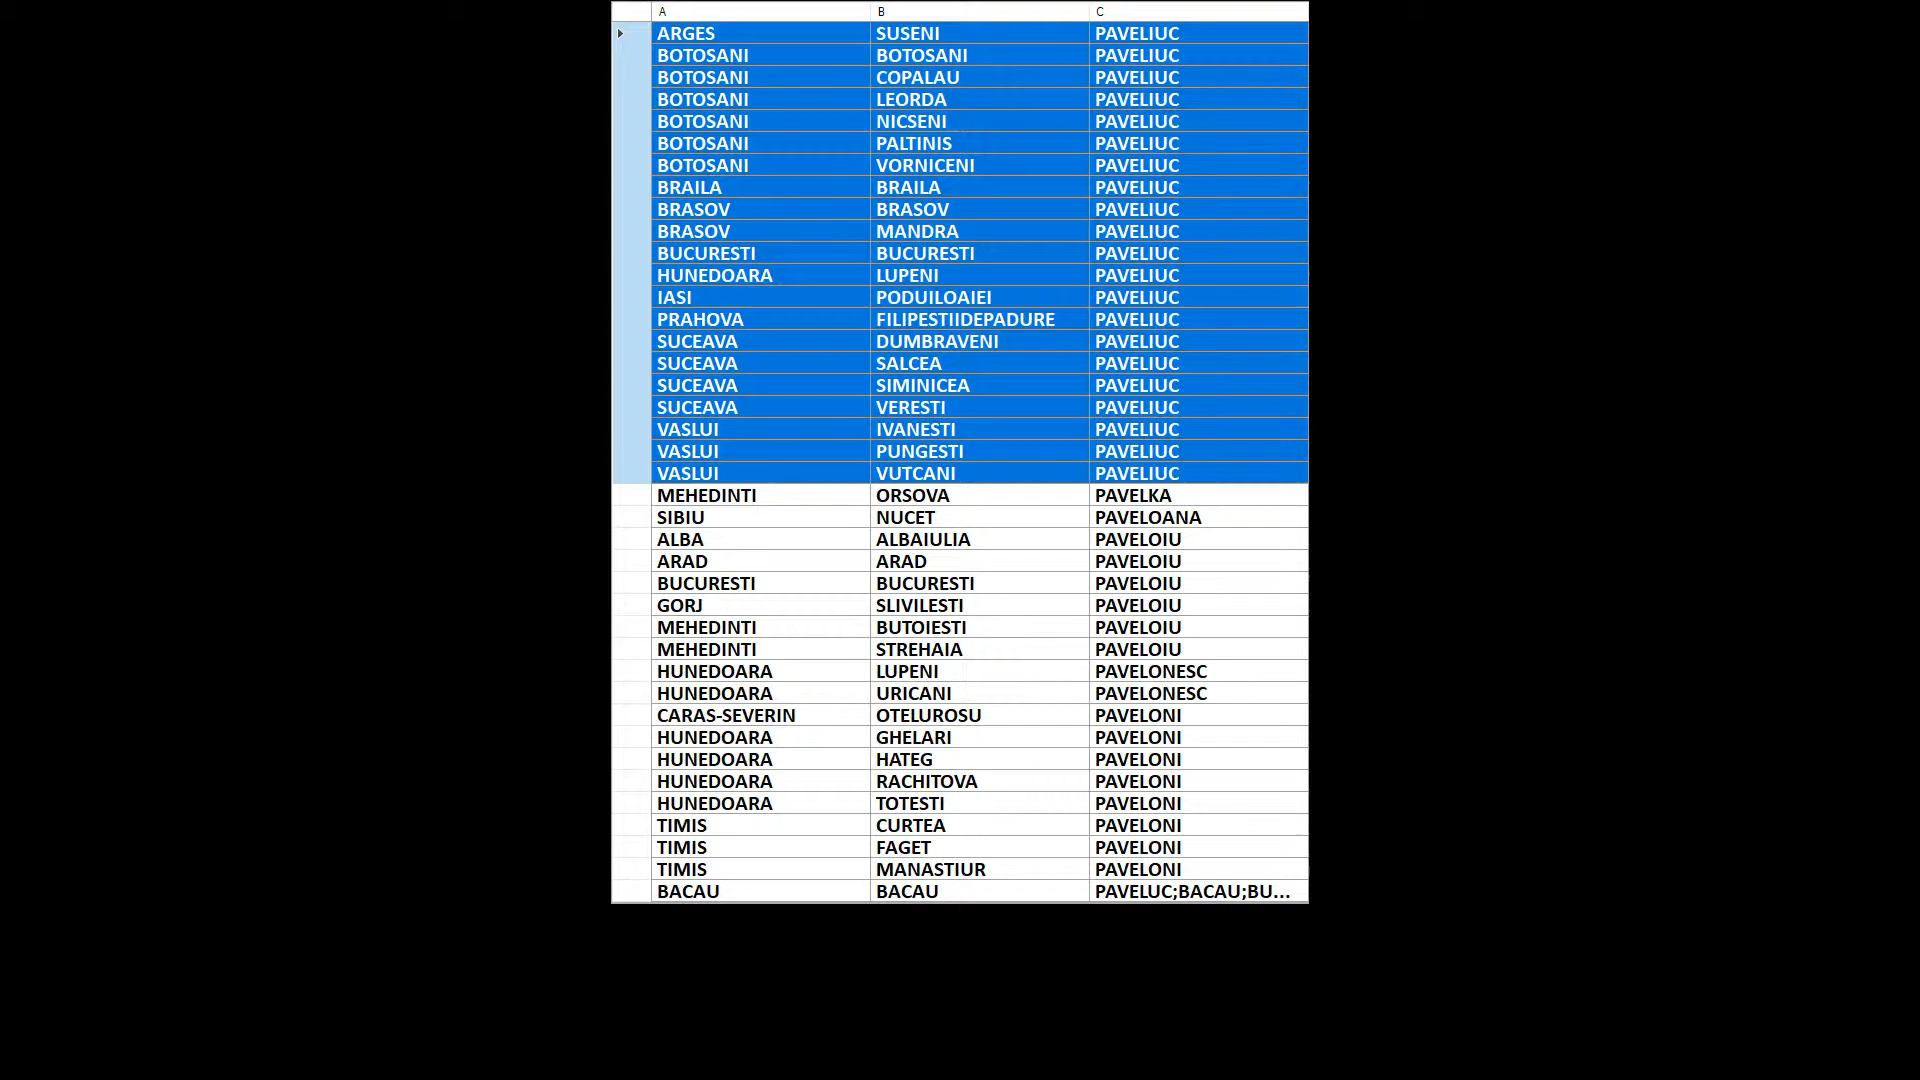 A B C
ARGES SUSENI PAVELIUC
BOTOSANI BOTOSANI PAVELIUC
BOTOSANI COPALAU PAVELIUC
BOTOSANI LEORDA PAVELIUC
BOTOSANI NICSENI PAVELIUC
BOTOSANI PALTINIS PAVELIUC
BOTOSANI VORNICENI PAVELIUC
BRAILA BRAILA PAVELIUC
BRASOV BRASOV PAVELIUC
BRASOV MANDRA PAVELIUC
BUCURESTI BUCURESTI PAVELIUC
HUNEDOARA LUPENI PAVELIUC
IASI PODUILOAIEI PAVELIUC
PRAHOVA FILIPESTIIDEPADURE PAVELIUC
SUCEAVA DUMBRAVENI PAVELIUC
SUCEAVA SALCEA PAVELIUC
SUCEAVA SIMINICEA PAVELIUC
SUCEAVA VERESTI PAVELIUC
VASLUI IVANESTI PAVELIUC
VASLUI PUNGESTI PAVELIUC
VASLUI VUTCANI PAVELIUC
MEHEDINTI ORSOVA PAVELKA
SIBIU NUCET PAVELOANA
ALBA ALBAIULIA PAVELOIU
ARAD ARAD PAVELOIU
BUCURESTI BUCURESTI PAVELOIU
GORJ SLIVILESTI PAVELOIU
MEHEDINTI BUTOIESTI PAVELOIU
MEHEDINTI STREHAIA PAVELOIU
HUNEDOARA LUPENI PAVELONESC
HUNEDOARA URICANI PAVELONESC
CARAS-SEVERIN OTELUROSU PAVELONI
HUNEDOARA GHELARI PAVELONI
HUNEDOARA HATEG PAVELONI
HUNEDOARA RACHITOVA PAVELONI
HUNEDOARA TOTESTI PAVELONI
TIMIS CURTEA PAVELONI
TIMIS FAGET PAVELONI
TIMIS MANASTIUR PAVELONI
BACAU BACAU PAVELUC;BACAU;BU...